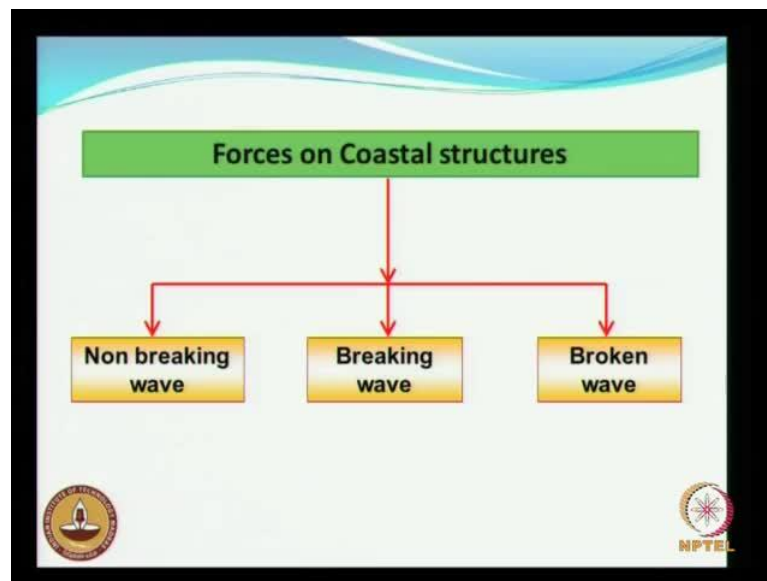 Forces on Coastal structures
Non breaking
wave
Breaking
wave
Broken
wave
NPTEL